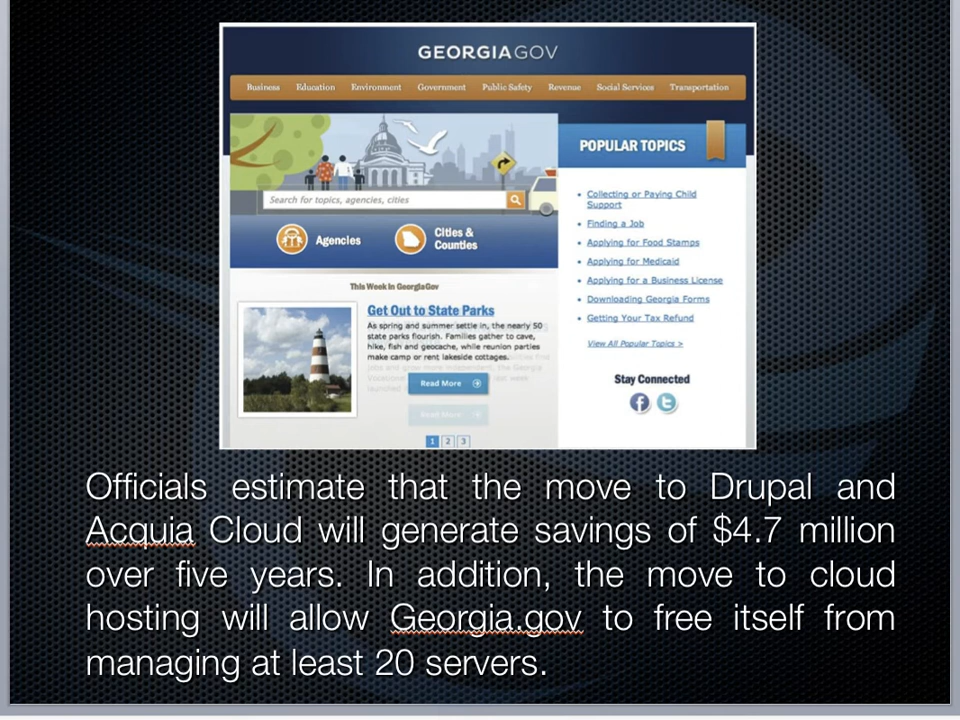 GEORGIAGOV
Business Education Environment Government Public Safety Revenue Social Services Transportation
POPULAR TOPICS
Search for topics, agencies, cities
Agencies
Cities &
Counties
Collecting or Paying Child
Support
Finding a Job
Applying for Food Stamps
Applying for Medicaid
Applying for a Business License
Downloading Georgia Forms
Getting Your Tax Refund
View All Popular Topics >
Stay Connected
This Week in GeorgiaGov
Get Out to State Parks
As spring and summer settle in, the nearly 50
state parks flourish. Families gather to cave,
hike, fish and geocache, while reunion parties
make camp or rent lakeside cottages.
Read More
Read More
1 2 3
Officials estimate that the move to Drupal and
Acquia Cloud will generate savings of $4.7 million
over five years. In addition, the move to cloud
hosting will allow Georgia.gov to free itself from
managing at least 20 servers.